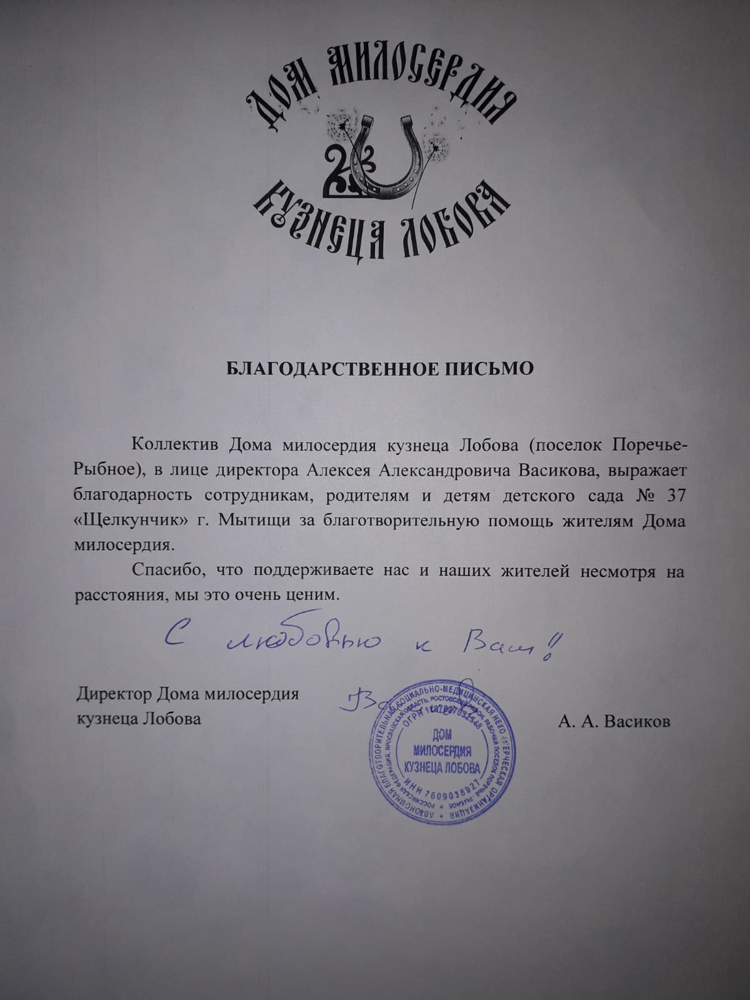 ДОМ МИЛОСЕРДИЯ
КУЗНЕЦА ЛОБОВА
БЛАГОДАРСТВЕННОЕ ПИСЬМО
Коллектив Дома милосердия кузнеца Лобова (поселок Поречье-
Рыбное), в лице директора Алексея Александровича Васикова, выражает
благодарность сотрудникам, родителям и детям детского сада № 37
«Щелкунчик» г. Мытищи за благотворительную помощь жителям Дома
милосердия.
Спасибо, что поддерживаете нас и наших жителей несмотря на
расстояния, мы это очень ценим.
С любовью к Вам!
Директор Дома милосердия
кузнеца Лобова
А. А. Васиков
АВТОНОМНАЯ БЛАГОТВОРИТЕЛЬНАЯ СОЦИАЛЬНО-МЕДИЦИНСКАЯ НЕКОММЕРЧЕСКАЯ ОРГАНИЗАЦИЯ
РОССИЙСКАЯ ФЕДЕРАЦИЯ, ЯРОСЛАВСКАЯ ОБЛАСТЬ, РОСТОВСКИЙ РАЙОН, РАБОЧИЙ ПОСЕЛОК ПОРЕЧЬЕ-РЫБНОЕ
ОГРН
ДОМ
МИЛОСЕРДИЯ
КУЗНЕЦА ЛОБОВА
ИНН 7609038927